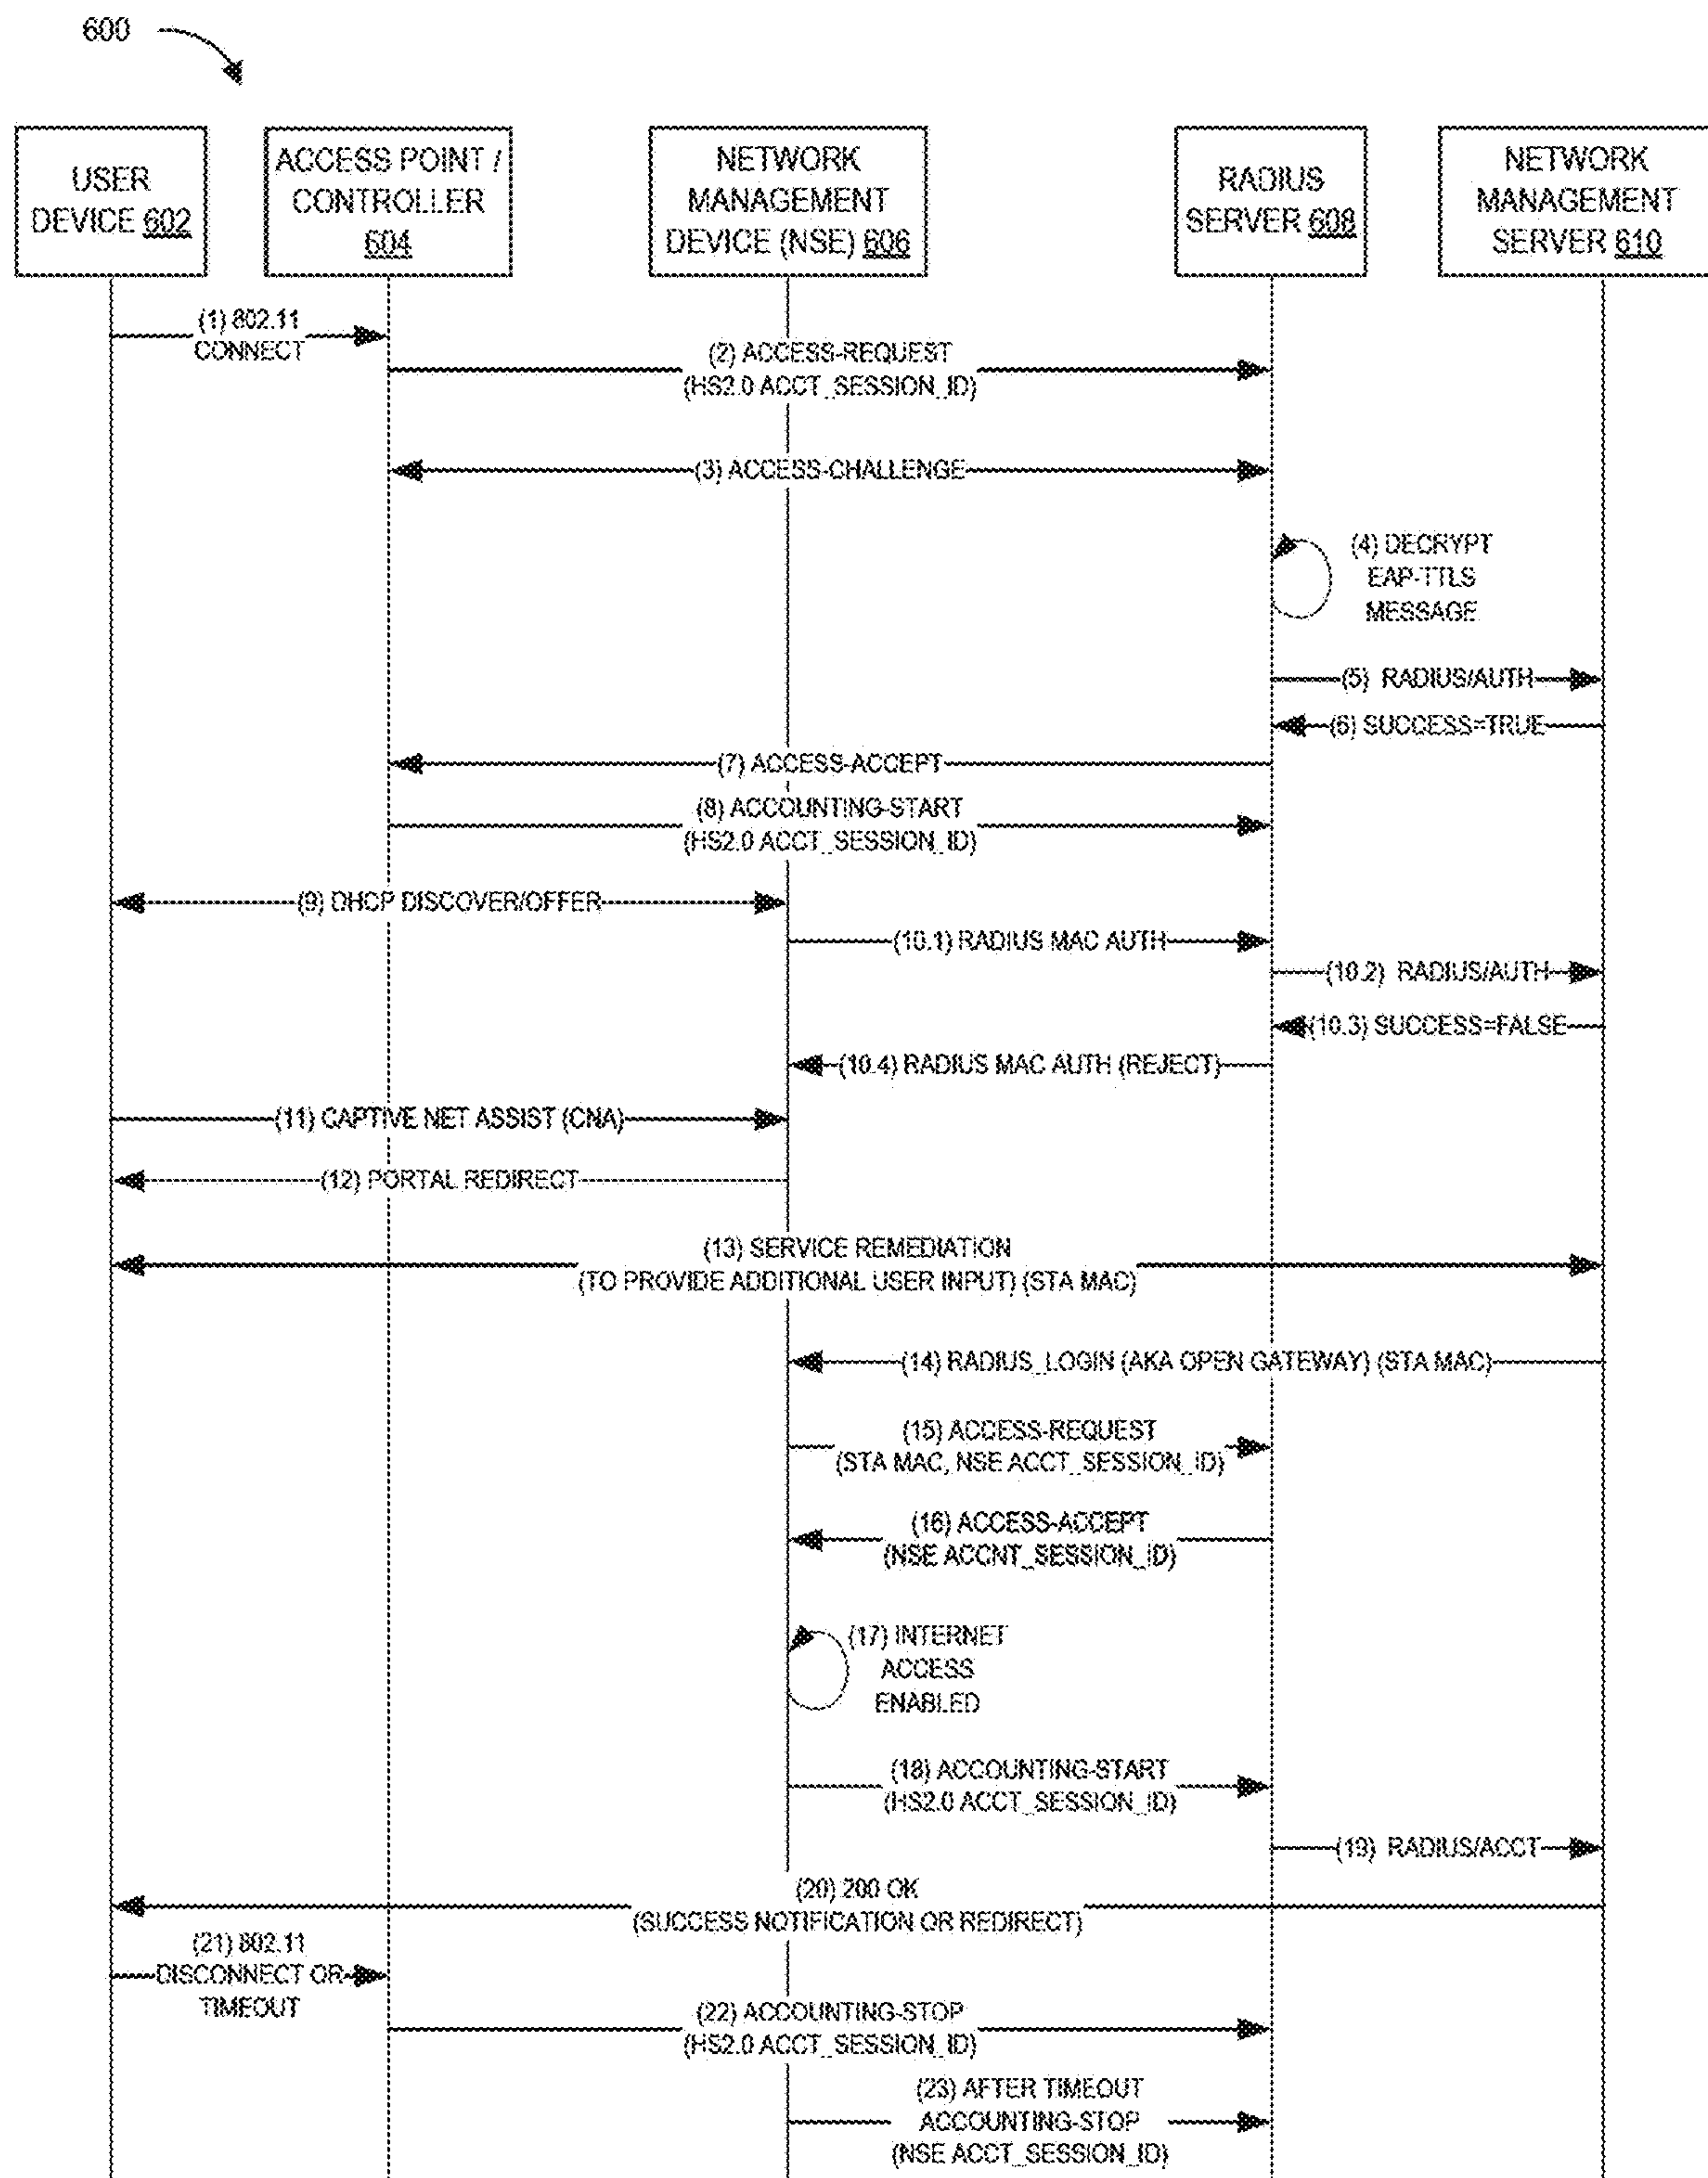 600
USER
DEVICE 602
ACCESS POINT /
CONTROLLER
604
NETWORK
MANAGEMENT
DEVICE (NSE) 606
RADIUS
SERVER 608
NETWORK
MANAGEMENT
SERVER 610
(1) 802.11
CONNECT
(2) ACCESS-REQUEST
(HS2.0 ACCT_SESSION_ID)
(3) ACCESS-CHALLENGE
(4) DECRYPT
EAP-TTLS
MESSAGE
(5) RADIUS/AUTH
(6) SUCCESS=TRUE
(7) ACCESS-ACCEPT
(8) ACCOUNTING-START
(HS2.0 ACCT_SESSION_ID)
(9) DHCP DISCOVER/OFFER
(10.1) RADIUS MAC AUTH
(10.2) RADIUS/AUTH
(10.3) SUCCESS=FALSE
(10.4) RADIUS MAC AUTH (REJECT)
(11) CAPTIVE NET ASSIST (CNA)
(12) PORTAL REDIRECT
(13) SERVICE REMEDIATION
(TO PROVIDE ADDITIONAL USER INPUT) (STA MAC)
(14) RADIUS_LOGIN (AKA OPEN GATEWAY) (STA MAC)
(15) ACCESS-REQUEST
(STA MAC, NSE ACCT_SESSION_ID)
(16) ACCESS-ACCEPT
(NSE ACCNT_SESSION_ID)
(17) INTERNET
ACCESS
ENABLED
(18) ACCOUNTING-START
(HS2.0 ACCT_SESSION_ID)
(19) RADIUS/ACCT
(20) 200 OK
(SUCCESS NOTIFICATION OR REDIRECT)
(21) 802.11
DISCONNECT OR
TIMEOUT
(22) ACCOUNTING-STOP
(HS2.0 ACCT_SESSION_ID)
(23) AFTER TIMEOUT
ACCOUNTING-STOP
(NSE ACCT_SESSION_ID)